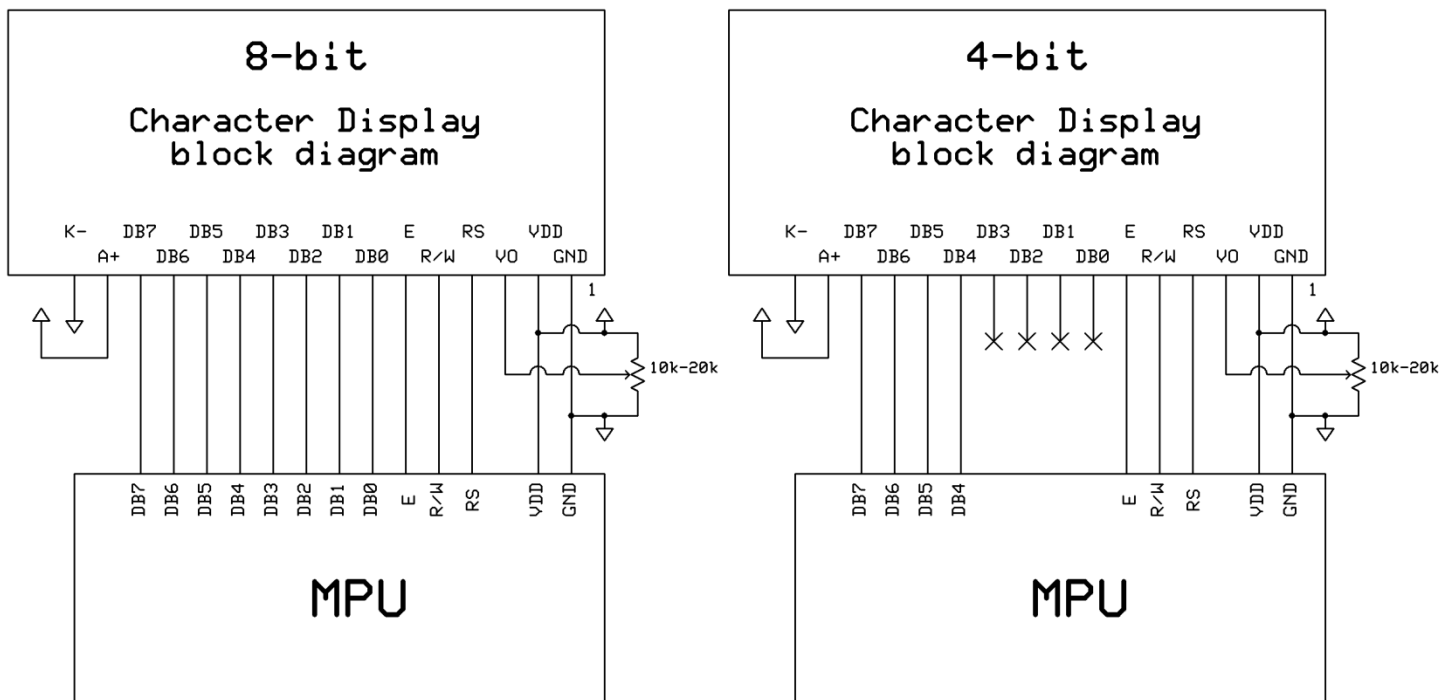 8-bit
Character Display
block diagram
K- DB7 DB5 DB3 DB1 E RS VDD
A+ DB6 DB4 DB2 DB0 R/W VO GND
1
10k-20k
DB7 DB6 DB5 DB4 DB3 DB2 DB1 DB0 E R/W RS VDD GND
MPU
4-bit
Character Display
block diagram
K- DB7 DB5 DB3 DB1 E RS VDD
A+ DB6 DB4 DB2 DB0 R/W VO GND
1
10k-20k
DB7 DB6 DB5 DB4 E R/W RS VDD GND
MPU